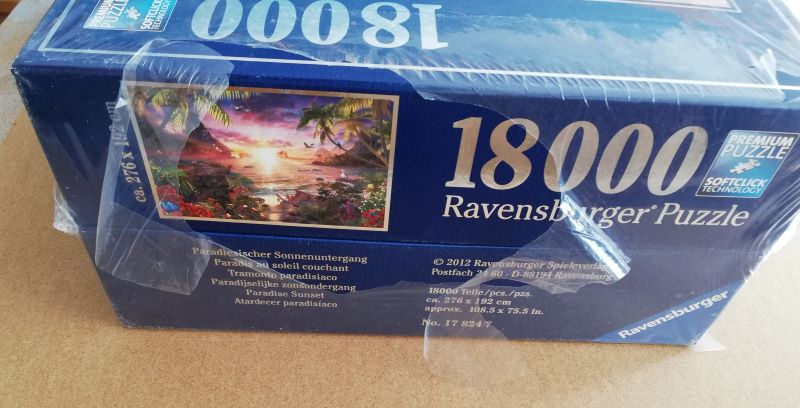 PREMIUM
PUZZLE
SOFTCLICK
TECHNOLOGY
18000
ca. 276 x 192 cm
18000
Ravensburger® Puzzle
PREMIUM
PUZZLE
SOFTCLICK
TECHNOLOGY
Paradiesischer Sonnenuntergang
Paradis au soleil couchant
Tramonto paradisiaco
Paradijselijke zonsondergang
Paradise Sunset
Atardecer paradisiaco
© 2012 Ravensburger Spieleverlag
Postfach 24 60 · D-88194 Ravensburg
18000 Teile/pcs./pzs.
ca. 276 x 192 cm
approx. 108.5 x 75.5 in.
No. 17 824 7
Ravensburger